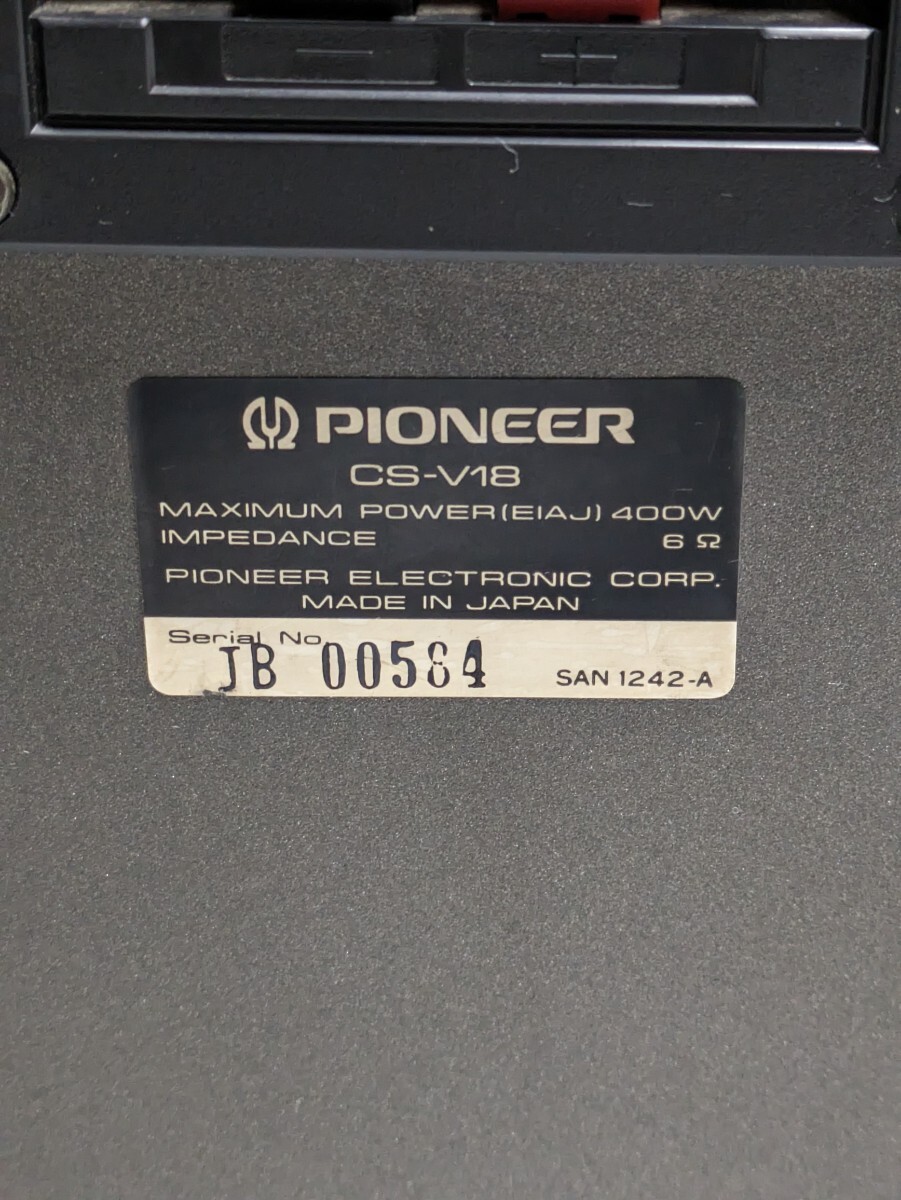 − +
PIONEER
CS-V18
MAXIMUM POWER(EIAJ) 400W
IMPEDANCE 6 Ω
PIONEER ELECTRONIC CORP.
MADE IN JAPAN
Serial No.
JB 00584 SAN 1242-A